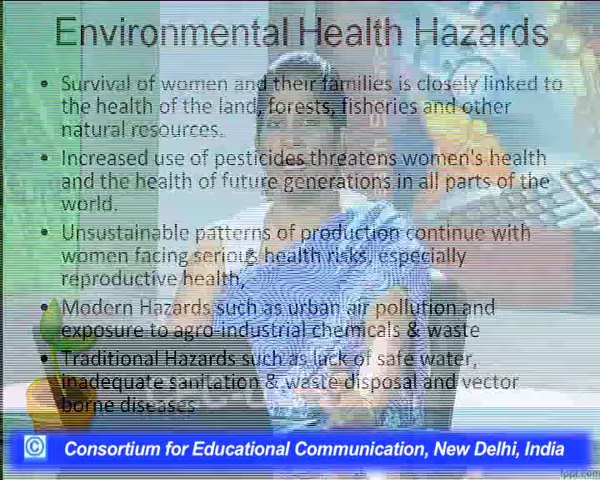 Environmental Health Hazards
• Survival of women and their families is closely linked to
the health of the land, forests, fisheries and other
natural resources.
• Increased use of pesticides threatens women's health
and the health of future generations in all parts of the
world.
• Unsustainable patterns of production continue with
women facing serious health risks, especially
reproductive health,
• Modern Hazards such as urban air pollution and
exposure to agro-industrial chemicals & waste
• Traditional Hazards such as lack of safe water,
inadequate sanitation & waste disposal and vector
borne diseases
© Consortium for Educational Communication, New Delhi, India
fppt.com